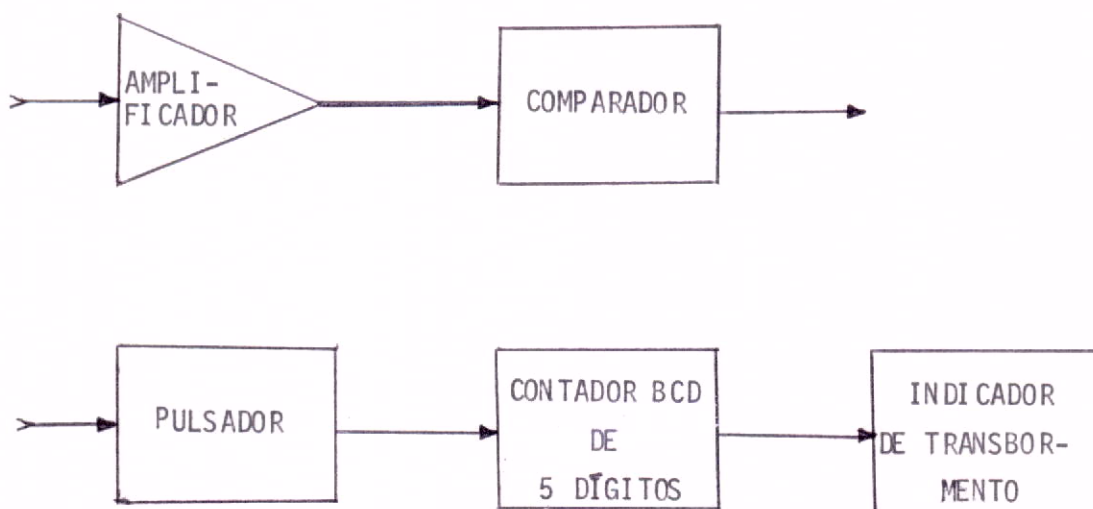 AMPLI-
FICADOR
COMPARADOR
PULSADOR
CONTADOR BCD
DE
5 DÍGITOS
INDICADOR
DE TRANSBOR-
MENTO